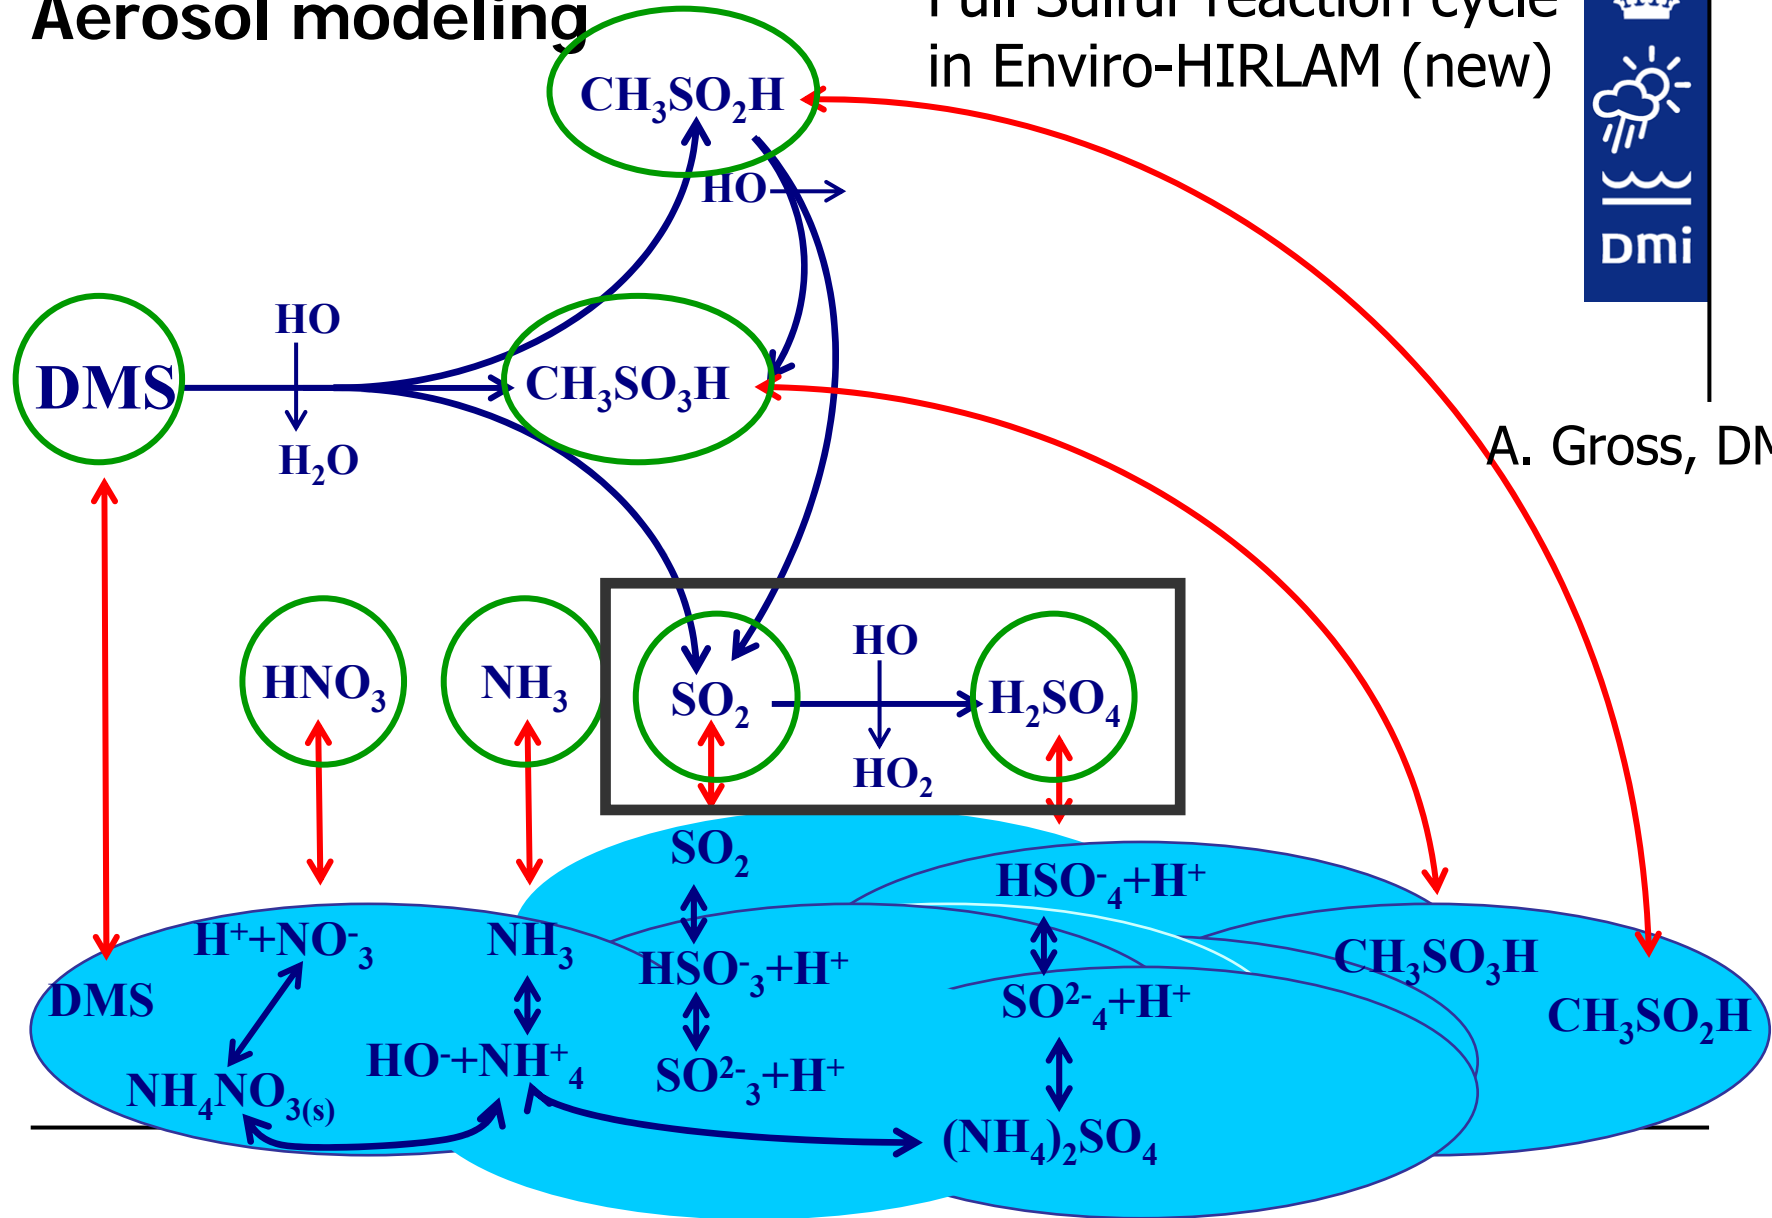 Aerosol modeling
Full Sulfur reaction cycle
in Enviro-HIRLAM (new)
CH₃SO₂H
HO
Dmi
HO
DMS
CH₃SO₃H
H₂O
A. Gross, DM
HNO₃
NH₃
SO₂
HO
H₂SO₄
HO₂
SO₂
HSO⁻₄+H⁺
H⁺+NO⁻₃
NH₃
HSO⁻₃+H⁺
CH₃SO₃H
DMS
SO²⁻₄+H⁺
CH₃SO₂H
HO⁻+NH⁺₄
SO²⁻₃+H⁺
NH₄NO₃₍ₛ₎
(NH₄)₂SO₄